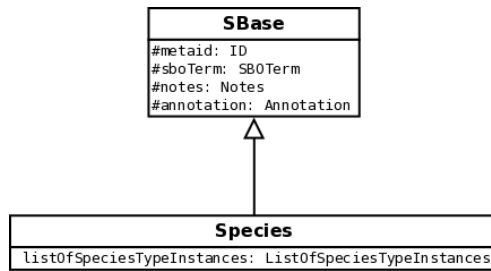 SBase
#metaid: ID
#sboTerm: SBOTerm
#notes: Notes
#annotation: Annotation
Species
listOfSpeciesTypeInstances: ListOfSpeciesTypeInstances